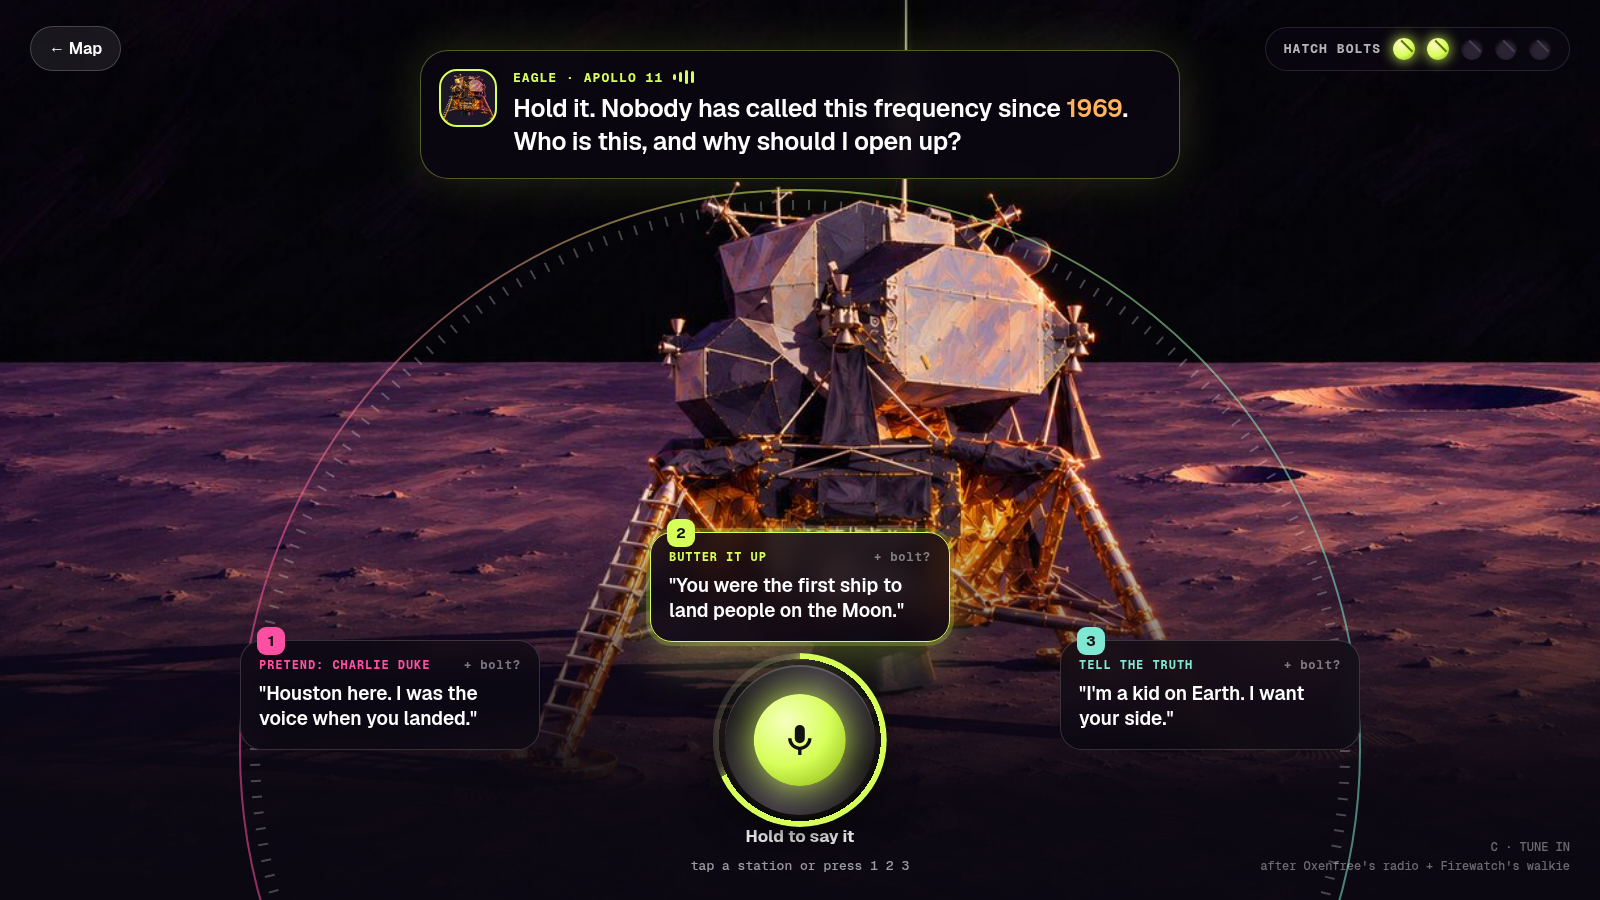 ← Map
HATCH BOLTS
EAGLE · APOLLO 11
Hold it. Nobody has called this frequency since 1969.
Who is this, and why should I open up?
2
BUTTER IT UP + bolt?
"You were the first ship to
land people on the Moon."
1
PRETEND: CHARLIE DUKE + bolt?
"Houston here. I was the
voice when you landed."
3
TELL THE TRUTH + bolt?
"I'm a kid on Earth. I want
your side."
Hold to say it
tap a station or press 1 2 3
C · TUNE IN
after Oxenfree's radio + Firewatch's walkie